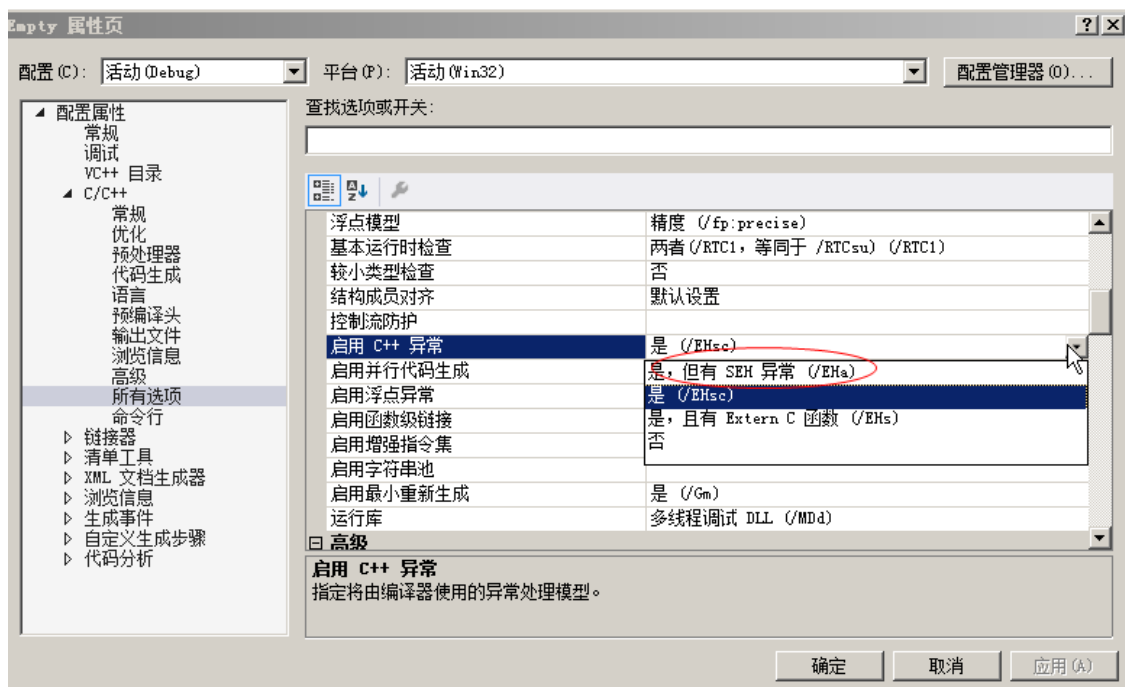 Empty 属性页
配置(C): 活动(Debug) 平台(P): 活动(Win32) 配置管理器(O)...
配置属性
常规
调试
VC++ 目录
C/C++
常规
优化
预处理器
代码生成
语言
预编译头
输出文件
浏览信息
高级
所有选项
命令行
链接器
清单工具
XML 文档生成器
浏览信息
生成事件
自定义生成步骤
代码分析
查找选项或开关:
浮点模型 精度 (/fp:precise)
基本运行时检查 两者(/RTC1，等同于 /RTCsu) (/RTC1)
较小类型检查 否
结构成员对齐 默认设置
控制流防护
启用 C++ 异常 是 (/EHsc)
启用并行代码生成
启用浮点异常
启用函数级链接
启用增强指令集
启用字符串池
启用最小重新生成 是 (/Gm)
运行库 多线程调试 DLL (/MDd)
高级
是，但有 SEH 异常 (/EHa)
是 (/EHsc)
是，且有 Extern C 函数 (/EHs)
否
启用 C++ 异常
指定将由编译器使用的异常处理模型。
确定 取消 应用(A)